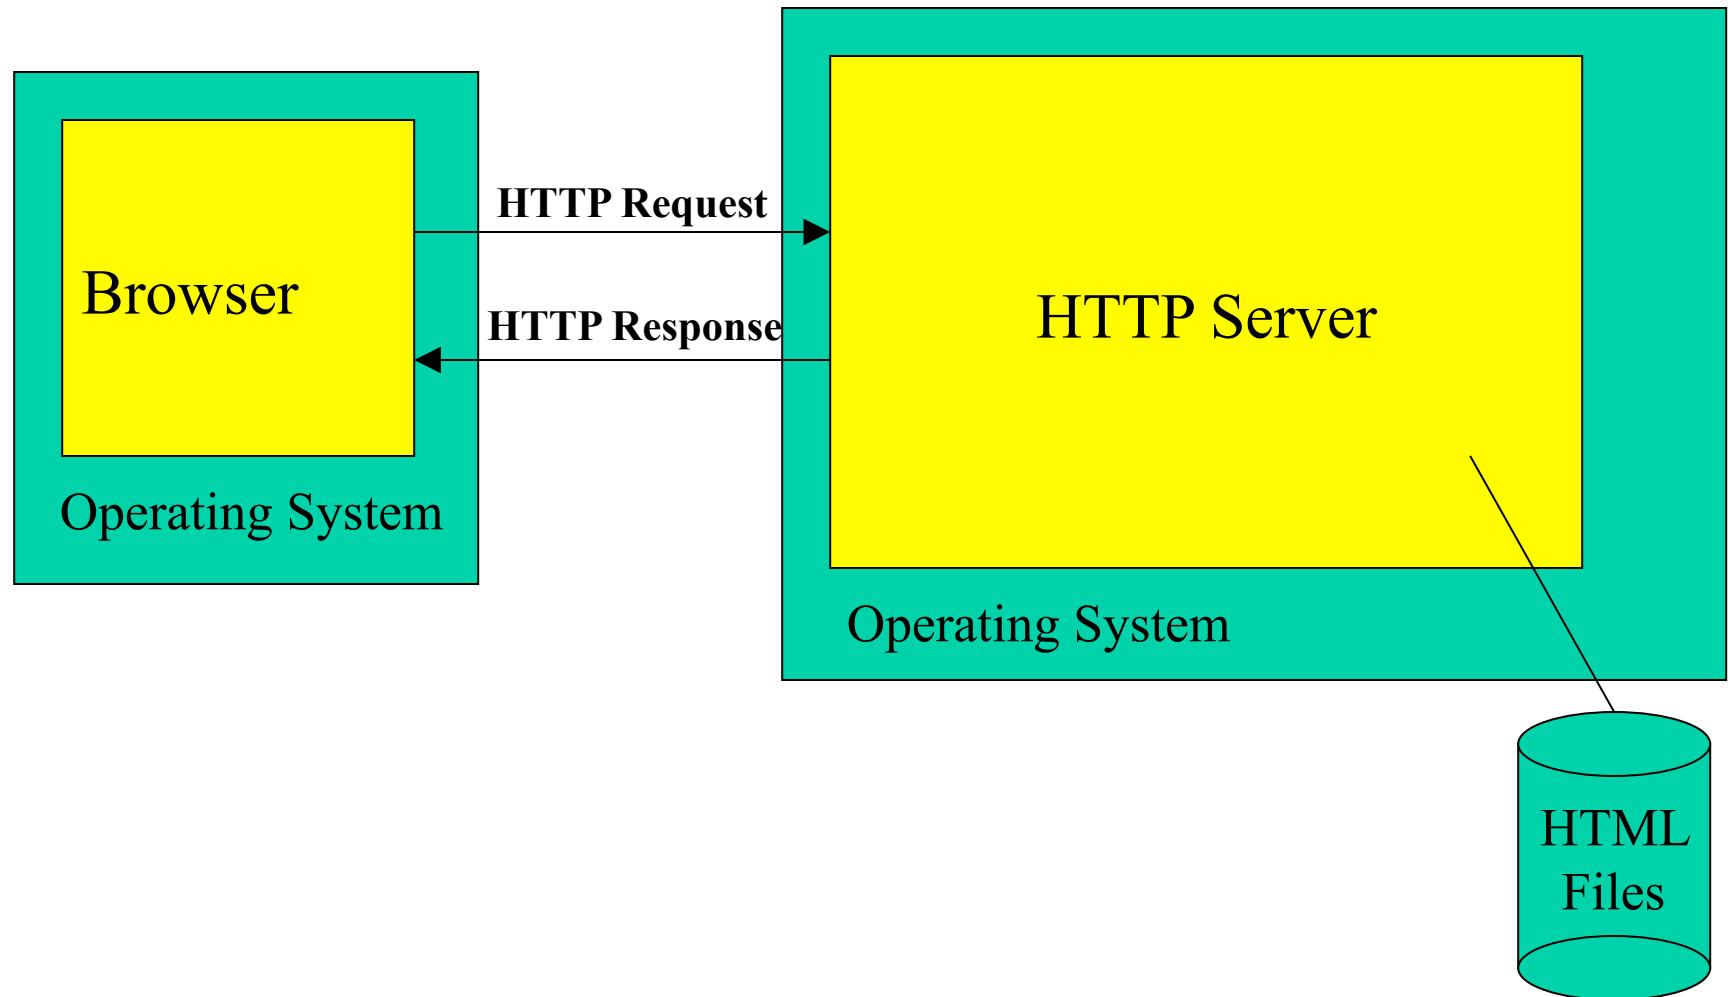 HTTP Request
Browser
HTTP Response
HTTP Server
Operating System
Operating System
HTML
Files